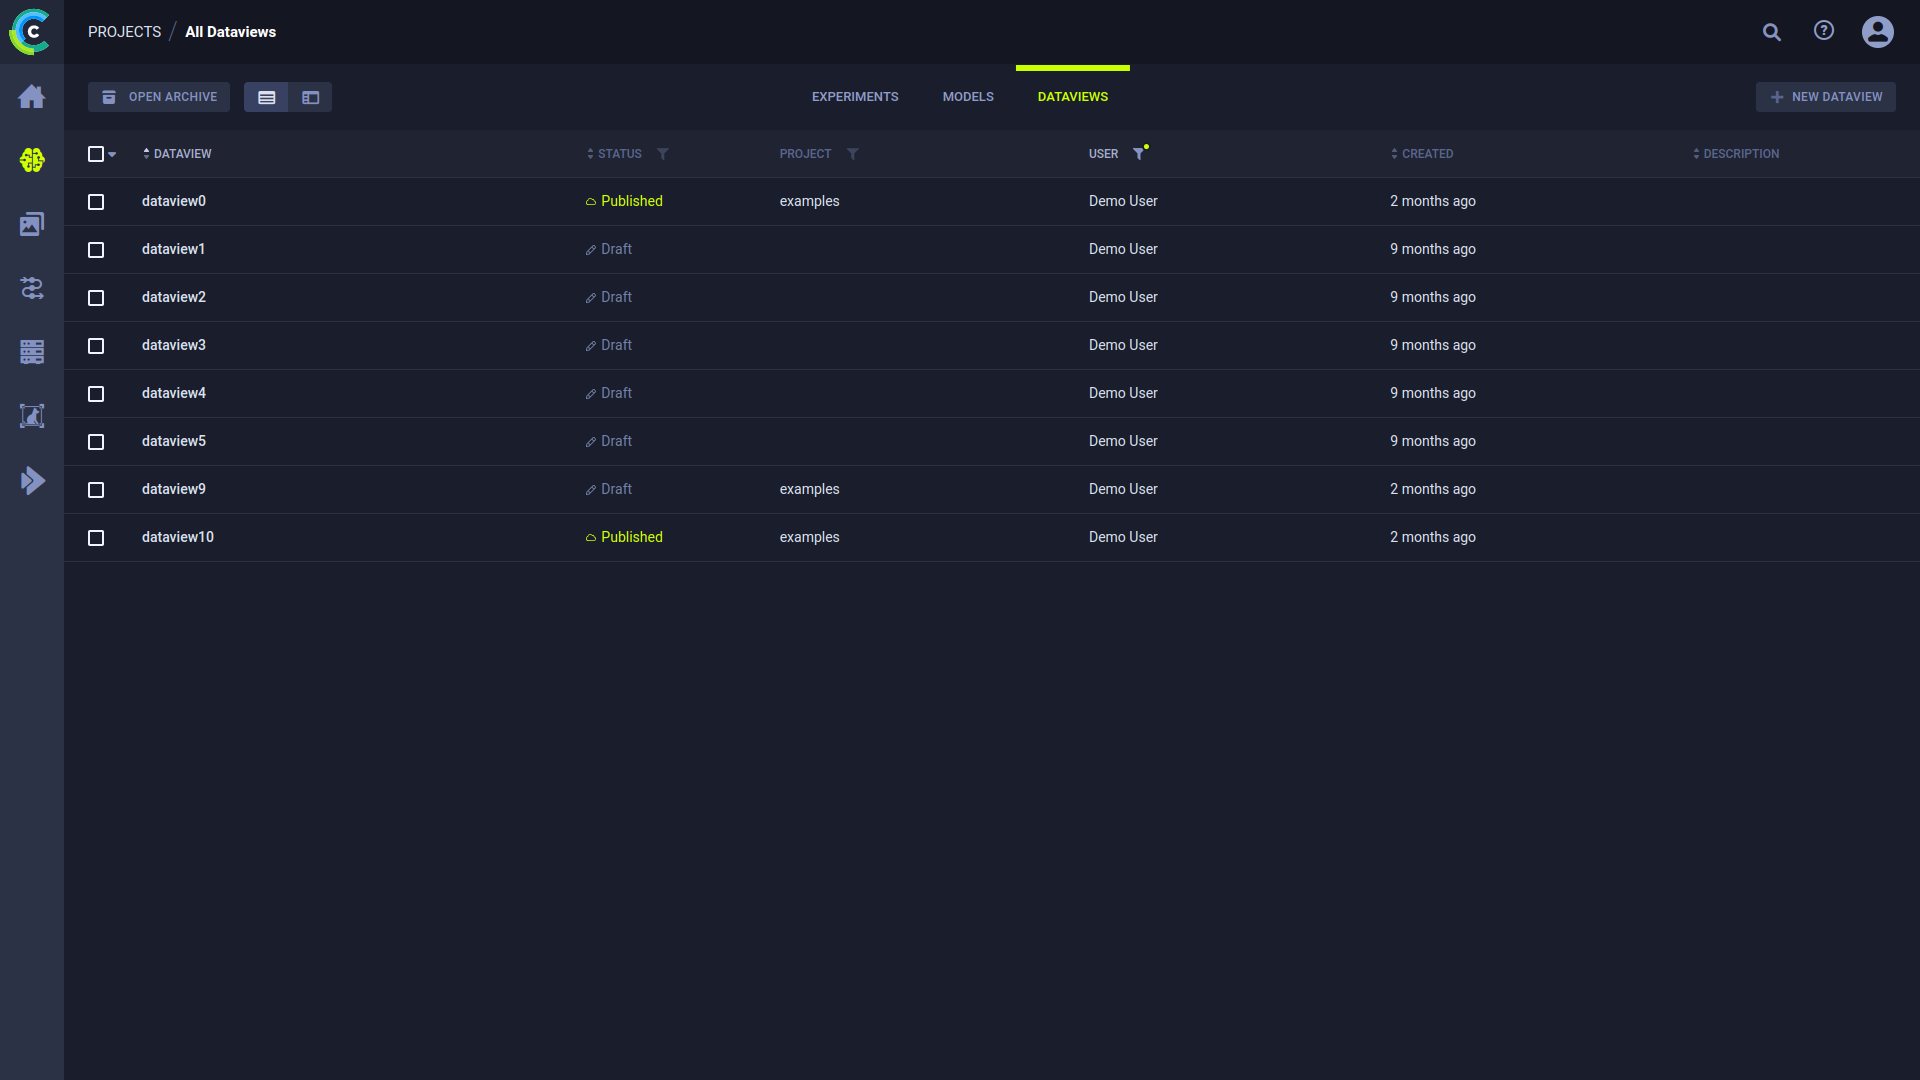 PROJECTS / All Dataviews
OPEN ARCHIVE EXPERIMENTS MODELS DATAVIEWS NEW DATAVIEW
DATAVIEW STATUS PROJECT USER CREATED DESCRIPTION
dataview0 Published examples Demo User 2 months ago
dataview1 Draft Demo User 9 months ago
dataview2 Draft Demo User 9 months ago
dataview3 Draft Demo User 9 months ago
dataview4 Draft Demo User 9 months ago
dataview5 Draft Demo User 9 months ago
dataview9 Draft examples Demo User 2 months ago
dataview10 Published examples Demo User 2 months ago